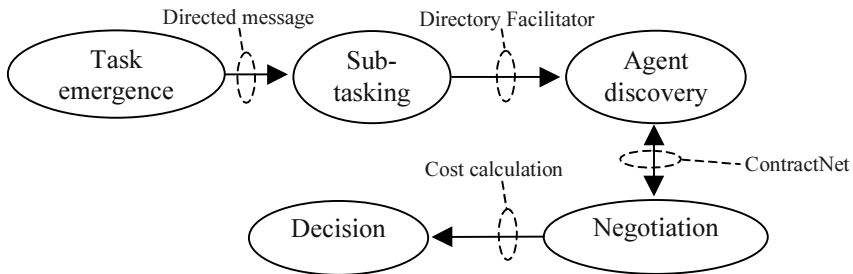 Directed message
Directory Facilitator
Task
emergence
Sub-
tasking
Agent
discovery
ContractNet
Cost calculation
Decision
Negotiation